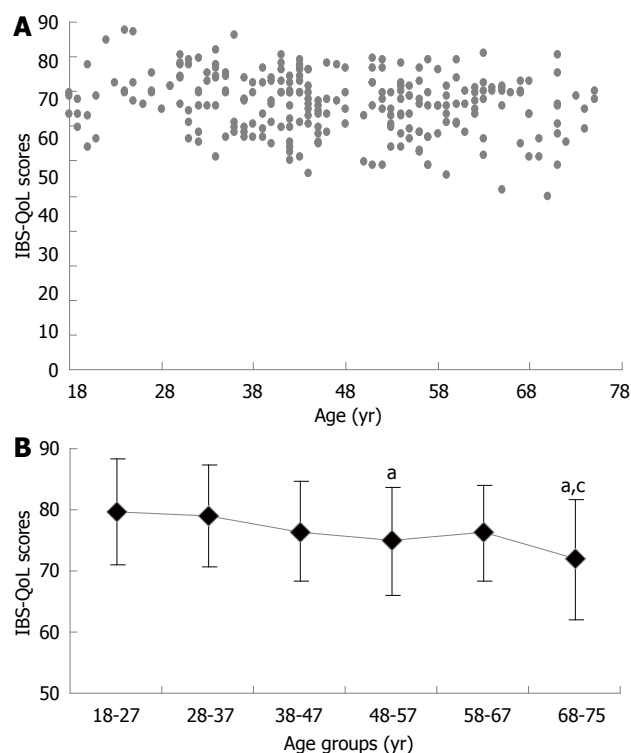 A
90
80
70
60
50
40
30
20
10
0
IBS-QoL scores
18 28 38 48 58 68 78
Age (yr)
B
90
80
70
60
50
IBS-QoL scores
a
a,c
18-27 28-37 38-47 48-57 58-67 68-75
Age groups (yr)